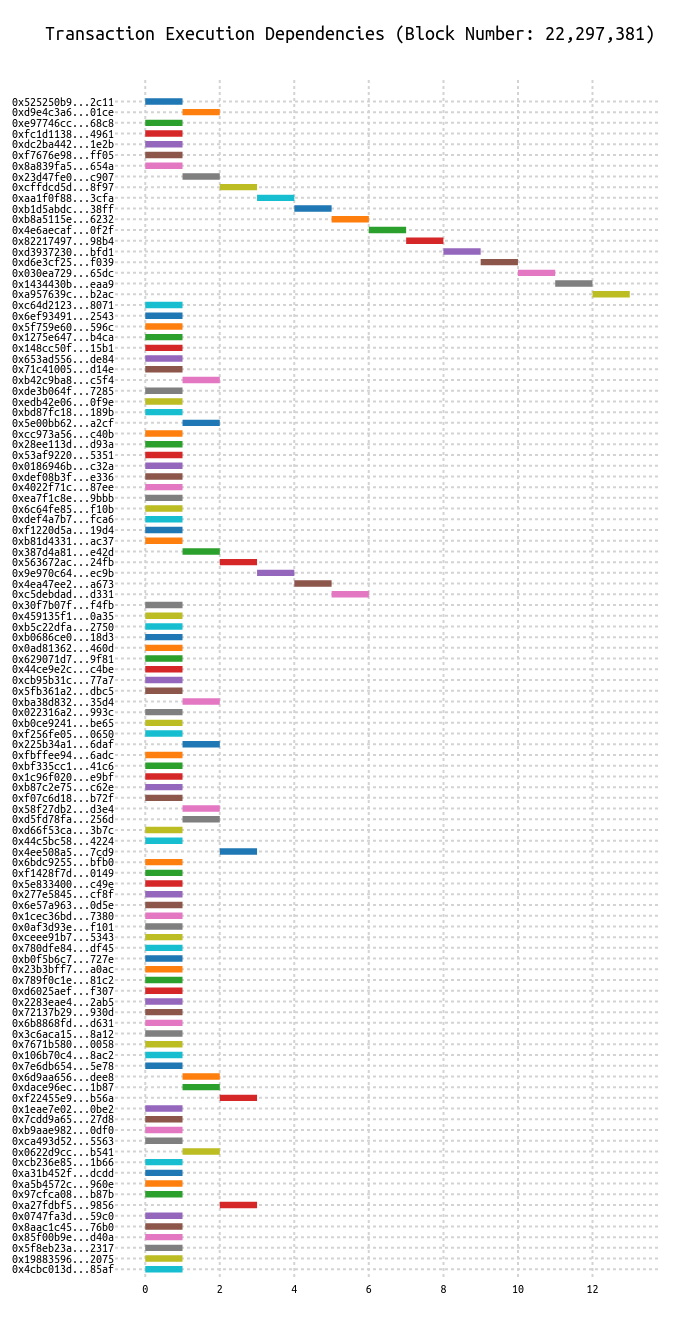 Transaction Execution Dependencies (Block Number: 22,297,381)
0x525250b9...2c11
0xd9e4c3a6...01ce
0xe97746cc...68c8
0xfc1d1138...4961
0xdc2ba442...1e2b
0xf7676e98...ff05
0x8a839fa5...654a
0x23d47fe0...c907
0xcffdcd5d...8f97
0xaa1f0f88...3cfa
0xb1d5abdc...38ff
0xb8a5115e...6232
0x4e6aecaf...0f2f
0x82217497...98b4
0xd3937230...bfd1
0xd6e3cf25...f039
0x030ea729...65dc
0x1434430b...eaa9
0xa957639c...b2ac
0xc64d2123...8071
0x6ef93491...2543
0x5f759e60...596c
0x1275e647...b4ca
0x148cc50f...15b1
0x653ad556...de84
0x71c41005...d14e
0xb42c9ba8...c5f4
0xde3b064f...7285
0xedb42e06...0f9e
0xbd87fc18...189b
0x5e00bb62...a2cf
0xcc973a56...c40b
0x28ee113d...d93a
0x53af9220...5351
0x0186946b...c32a
0xdef08b3f...e336
0x4022f71c...87ee
0xea7f1c8e...9bbb
0x6c64fe85...f10b
0xdef4a7b7...fca6
0xf1220d5a...19d4
0xb81d4331...ac37
0x387d4a81...e42d
0x563672ac...24fb
0x9e970c64...ec9b
0x4ea47ee2...a673
0xc5debdad...d331
0x30f7b07f...f4fb
0x459135f1...0a35
0xb5c22dfa...2750
0xb0686ce0...18d3
0x0ad81362...460d
0x629071d7...9f81
0x44ce9e2c...c4be
0xcb95b31c...77a7
0x5fb361a2...dbc5
0xba38d832...35d4
0x022316a2...993c
0xb0ce9241...be65
0xf256fe05...0650
0x225b34a1...6daf
0xfbffee94...6adc
0xbf335cc1...41c6
0x1c96f020...e9bf
0xb87c2e75...c62e
0xf07c6d18...b72f
0x58f27db2...d3e4
0xd5fd78fa...256d
0xd66f53ca...3b7c
0x44c5bc58...4224
0x4ee508a5...7cd9
0x6bdc9255...bfb0
0xf1428f7d...0149
0x5e833400...c49e
0x277e5845...cf8f
0x6e57a963...0d5e
0x1cec36bd...7380
0x0af3d93e...f101
0xceee91b7...5343
0x780dfe84...df45
0xb0f5b6c7...727e
0x23b3bff7...a0ac
0x789f0c1e...81c2
0xd6025aef...f307
0x2283eae4...2ab5
0x72137b29...930d
0x6b8868fd...d631
0x3c6aca15...8a12
0x7671b580...0058
0x106b70c4...8ac2
0x7e6db654...5e78
0x6d9aa656...dee8
0xdace96ec...1b87
0xf22455e9...b56a
0x1eae7e02...0be2
0x7cdd9a65...27d8
0xb9aae982...0df0
0xca493d52...5563
0x0622d9cc...b541
0xcb236e85...1b66
0xa31b452f...dcdd
0xa5b4572c...960e
0x97cfca08...b87b
0xa27fdbf5...9856
0x0747fa3d...59c0
0x8aac1c45...76b0
0x85f00b9e...d40a
0x5f8eb23a...2317
0x19883596...2075
0x4cbc013d...85af
0 2 4 6 8 10 12